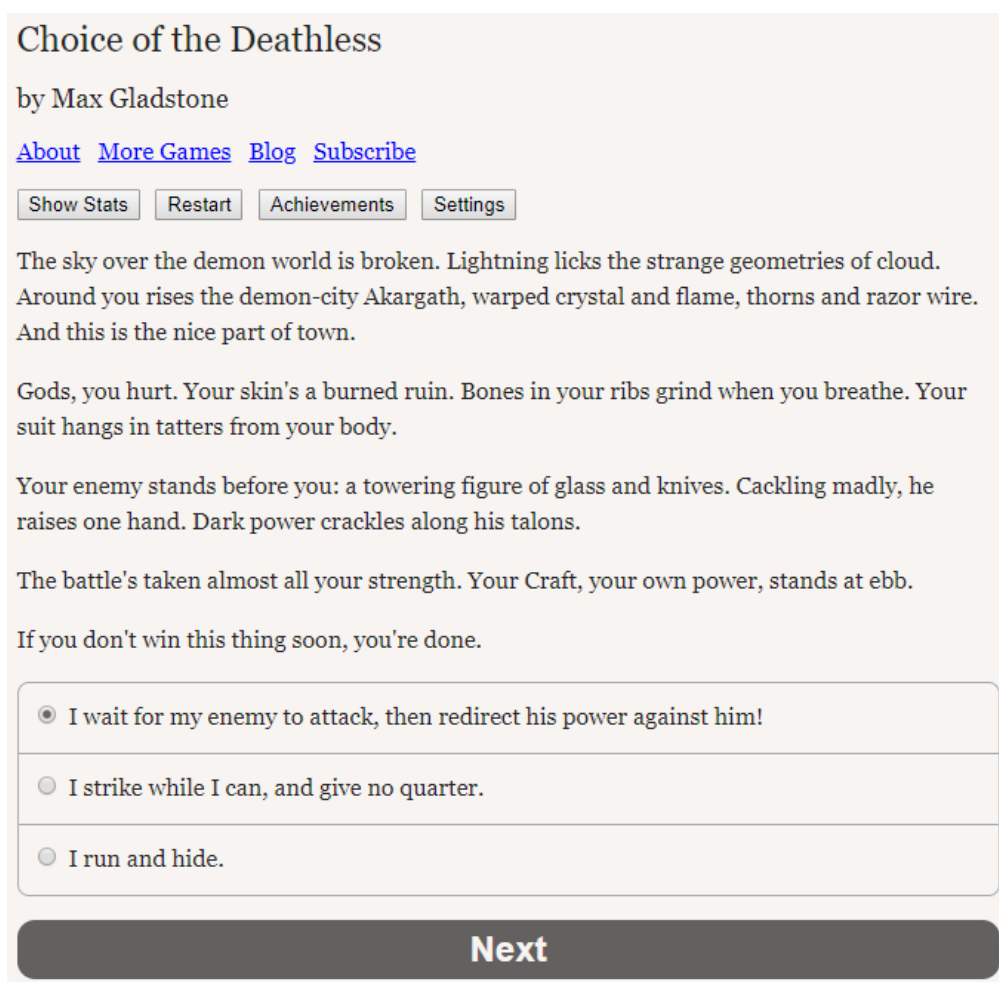 Choice of the Deathless
by Max Gladstone
About More Games Blog Subscribe
Show Stats Restart Achievements Settings
The sky over the demon world is broken. Lightning licks the strange geometries of cloud.
Around you rises the demon-city Akargath, warped crystal and flame, thorns and razor wire.
And this is the nice part of town.
Gods, you hurt. Your skin's a burned ruin. Bones in your ribs grind when you breathe. Your
suit hangs in tatters from your body.
Your enemy stands before you: a towering figure of glass and knives. Cackling madly, he
raises one hand. Dark power crackles along his talons.
The battle's taken almost all your strength. Your Craft, your own power, stands at ebb.
If you don't win this thing soon, you're done.
I wait for my enemy to attack, then redirect his power against him!
I strike while I can, and give no quarter.
I run and hide.
Next